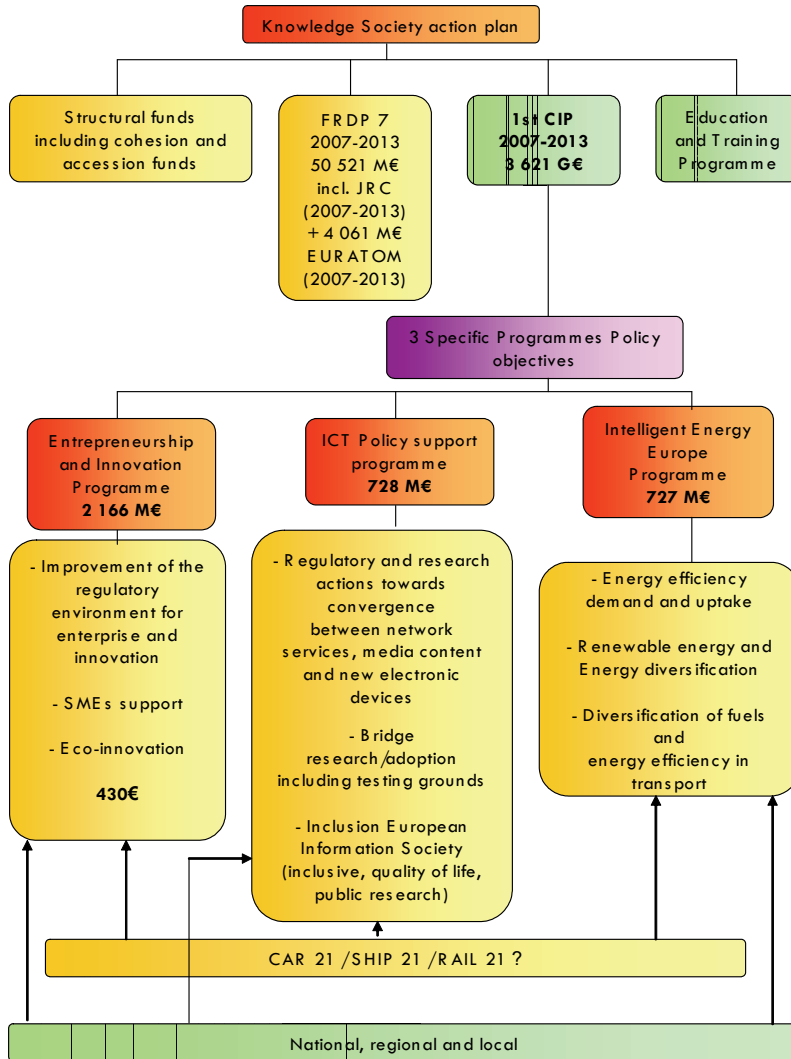 Knowledge Society action plan
Structural funds
including cohesion and
accession funds
FRDP 7
2007-2013
50 521 M€
incl. JRC
(2007-2013)
+ 4 061 M€
EURATOM
(2007-2013)
1st CIP
2007-2013
3 621 G€
Education
and Training
Programme
3 Specific Programmes Policy
objectives
Entrepreneurship
and Innovation
Programme
2 166 M€
ICT Policy support
programme
728 M€
Intelligent Energy
Europe
Programme
727 M€
- Improvement of the
regulatory
environment for
enterprise and
innovation
- SMEs support
- Eco-innovation
430€
- Regulatory and research
actions towards
convergence
between network
services, media content
and new electronic
devices
- Bridge
research/adoption
including testing grounds
- Inclusion European
Information Society
(inclusive, quality of life,
public research)
- Energy efficiency
demand and uptake
- Renewable energy and
Energy diversification
- Diversification of fuels
and
energy efficiency in
transport
CAR 21 /SHIP 21 /RAIL 21 ?
National, regional and local